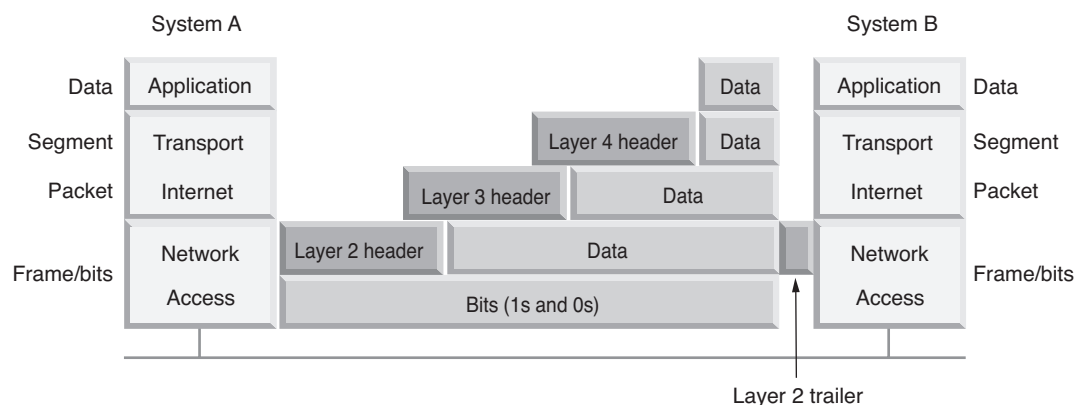 System A
System B
Data
Application
Data
Application
Data
Segment
Transport
Layer 4 header
Data
Transport
Segment
Packet
Internet
Layer 3 header
Data
Internet
Packet
Frame/bits
Network
Access
Layer 2 header
Data
Bits (1s and 0s)
Network
Access
Frame/bits
Layer 2 trailer